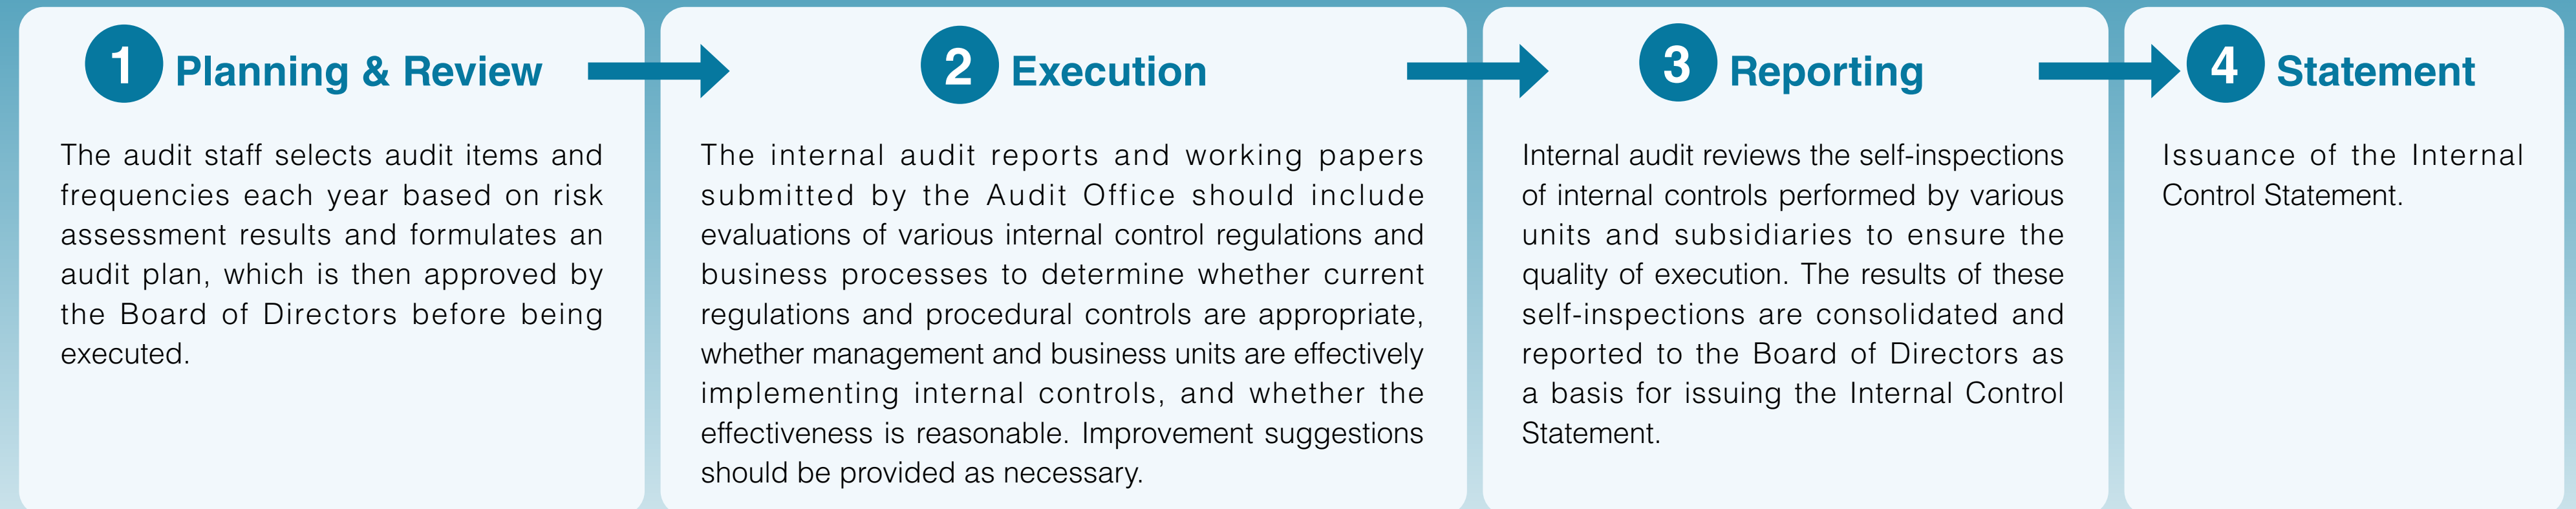 1 Planning & Review
The audit staff selects audit items and
frequencies each year based on risk
assessment results and formulates an
audit plan, which is then approved by
the Board of Directors before being
executed.
2 Execution
The internal audit reports and working papers
submitted by the Audit Office should include
evaluations of various internal control regulations and
business processes to determine whether current
regulations and procedural controls are appropriate,
whether management and business units are effectively
implementing internal controls, and whether the
effectiveness is reasonable. Improvement suggestions
should be provided as necessary.
3 Reporting
Internal audit reviews the self-inspections
of internal controls performed by various
units and subsidiaries to ensure the
quality of execution. The results of these
self-inspections are consolidated and
reported to the Board of Directors as
a basis for issuing the Internal Control
Statement.
4 Statement
Issuance of the Internal
Control Statement.